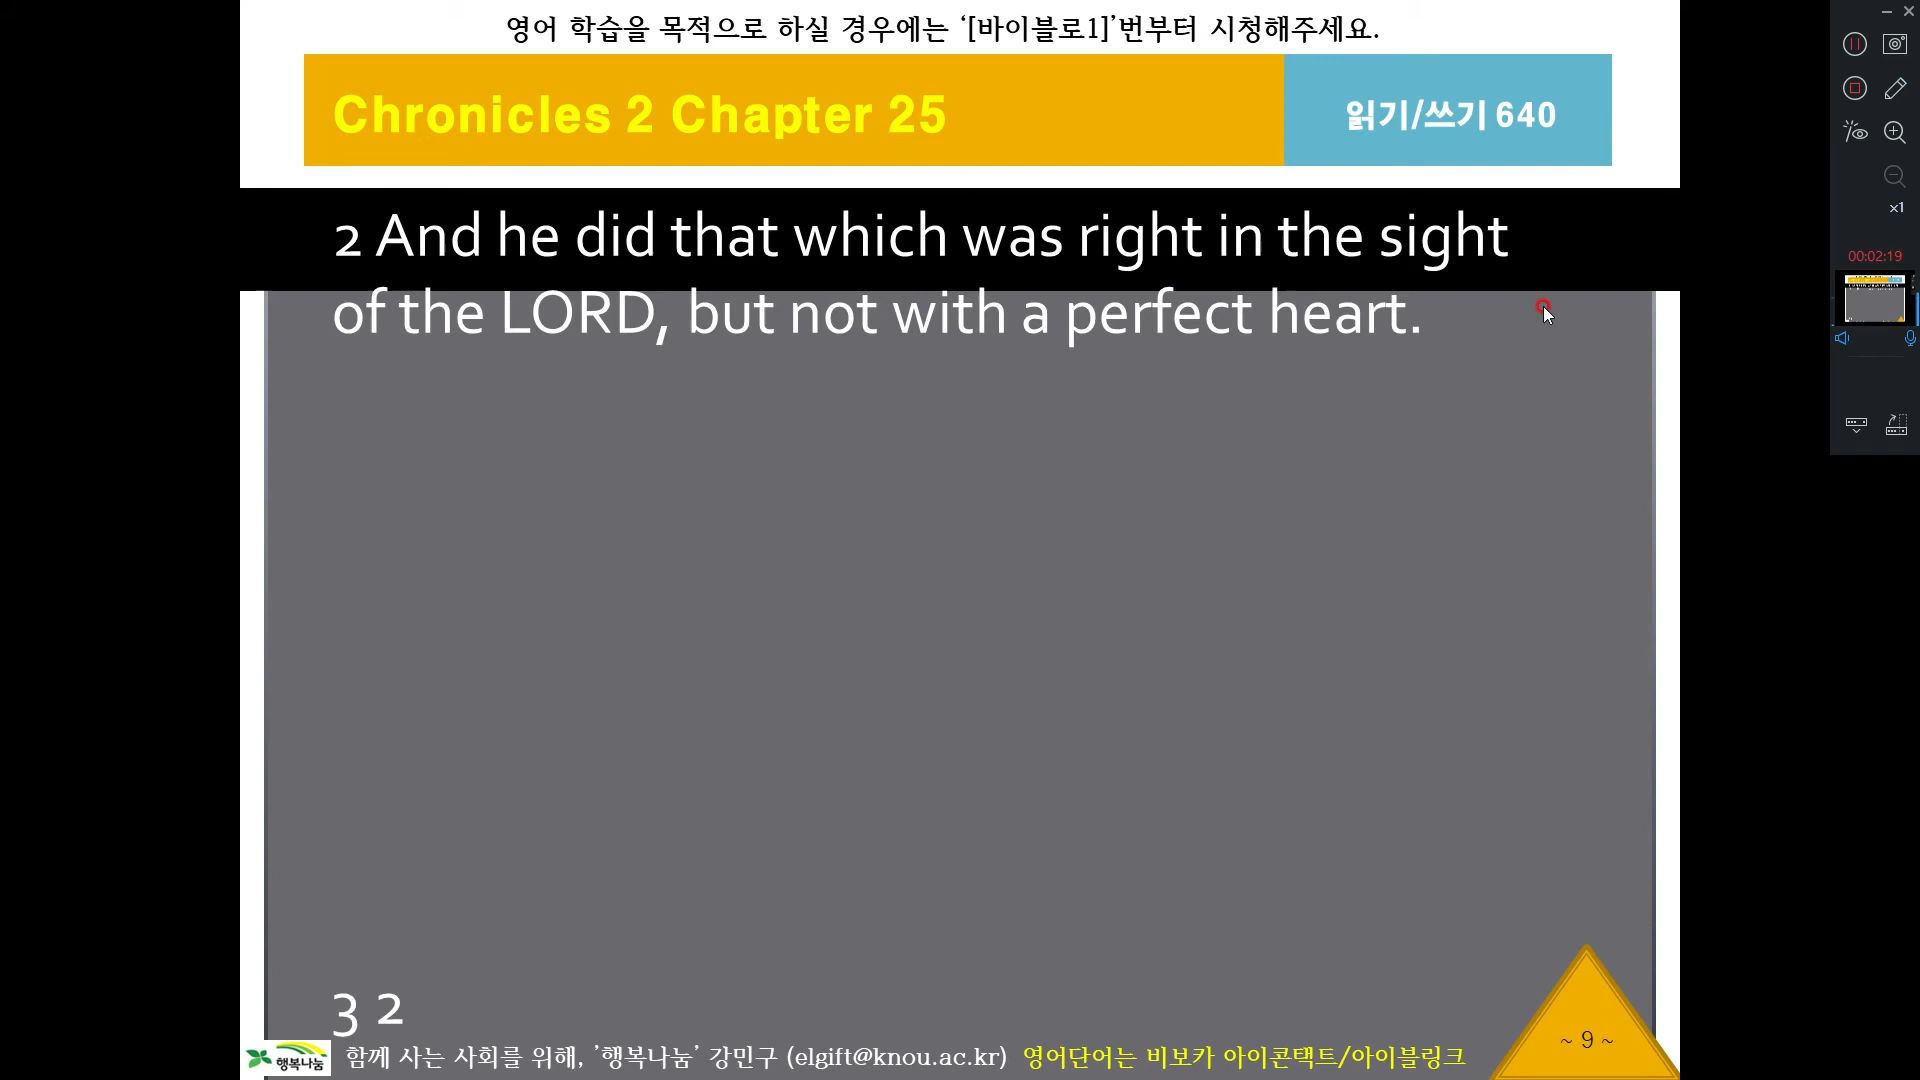 영어 학습을 목적으로 하실 경우에는 ‘[바이블로1]’번부터 시청해주세요.
Chronicles 2 Chapter 25
읽기/쓰기 640
2 And he did that which was right in the sight
of the LORD, but not with a perfect heart.
x1
00:02:19
3 2
~ 9 ~
행복나눔
함께 사는 사회를 위해, ’행복나눔’ 강민구 (elgift@knou.ac.kr) 영어단어는 비보카 아이콘택트/아이블링크